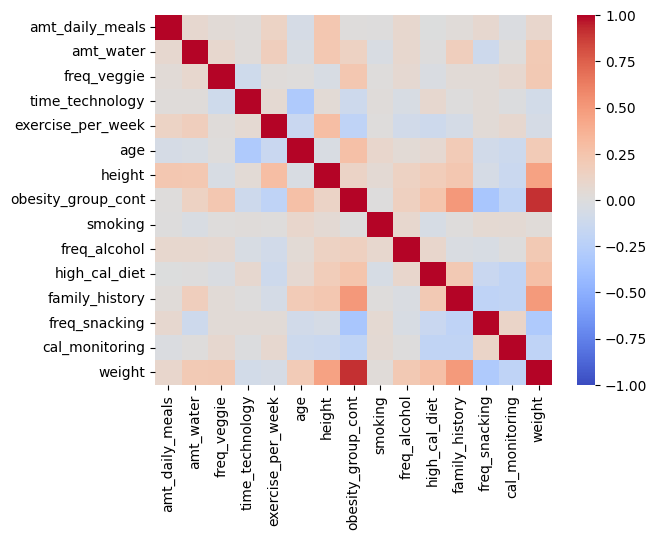 amt_daily_meals
amt_water
freq_veggie
time_technology
exercise_per_week
age
height
obesity_group_cont
smoking
freq_alcohol
high_cal_diet
family_history
freq_snacking
cal_monitoring
weight
amt_daily_meals
amt_water
freq_veggie
time_technology
exercise_per_week
age
height
obesity_group_cont
smoking
freq_alcohol
high_cal_diet
family_history
freq_snacking
cal_monitoring
weight
1.00
0.75
0.50
0.25
0.00
−0.25
−0.50
−0.75
−1.00